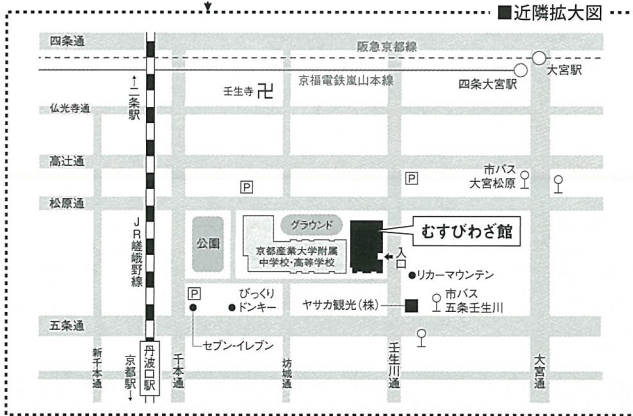 ■近隣拡大図
四条通
阪急京都線
大宮駅
京福電鉄嵐山本線
四条大宮駅
←二条駅
壬生寺卍
仏光寺通
高辻通
市バス
大宮松原
P
P
松原通
JR嵯峨野線
公園
グラウンド
京都産業大学附属
中学校・高等学校
むすびわざ館
←入口
●リカーマウンテン
P
びっくり
ドンキー
ヤサカ観光(株)
市バス
五条壬生川
五条通
セブン-イレブン
新千本通
京都駅→
丹波口駅
千本通
坊城通
壬生川通
大宮通